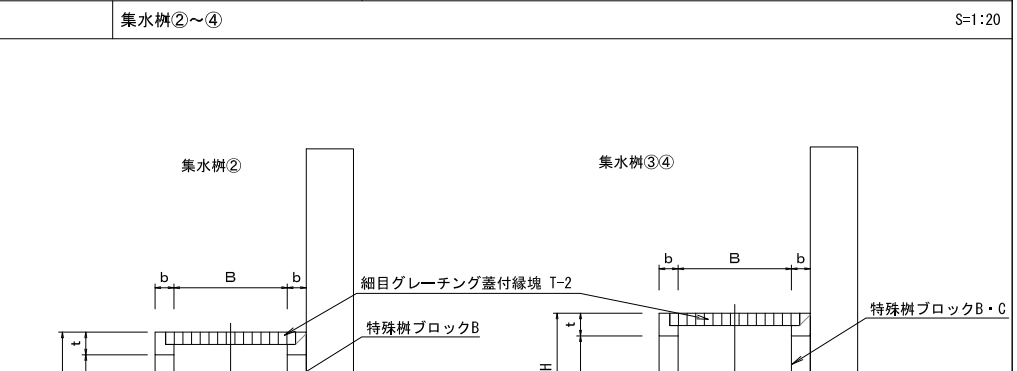 集水桝②～④
S=1:20
集水桝②
集水桝③④
b B b
b B b
細目グレーチング蓋付縁塊 T-2
特殊桝ブロックB
特殊桝ブロックB・C
t
t
H